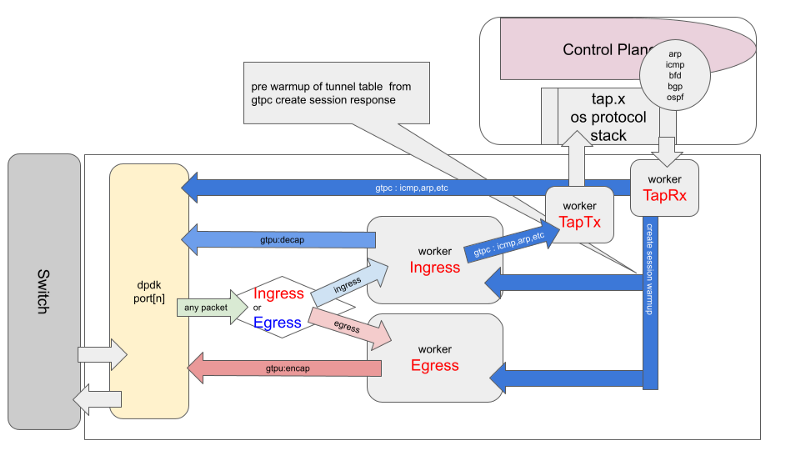 Control Plane
arp
icmp
bfd
bgp
ospf
pre warmup of tunnel table from
gtpc create session response
tap.x
os protocol
stack
Switch
dpdk
port[n]
gtpc : icmp,arp,etc
worker
TapRx
worker
TapTx
gtpu:decap
worker
Ingress
gtpc : icmp,arp,etc
create session warmup
any packet
Ingress
or
Egress
ingress
egress
worker
Egress
gtpu:encap